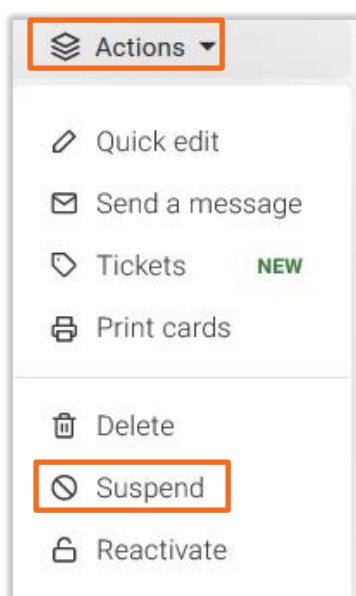 Actions
Quick edit
Send a message
Tickets NEW
Print cards
Delete
Suspend
Reactivate